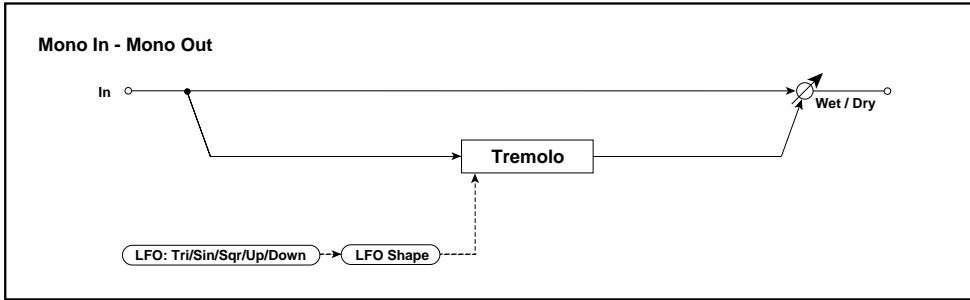 Mono In - Mono Out
In
Wet / Dry
Tremolo
LFO: Tri/Sin/Sqr/Up/Down
LFO Shape